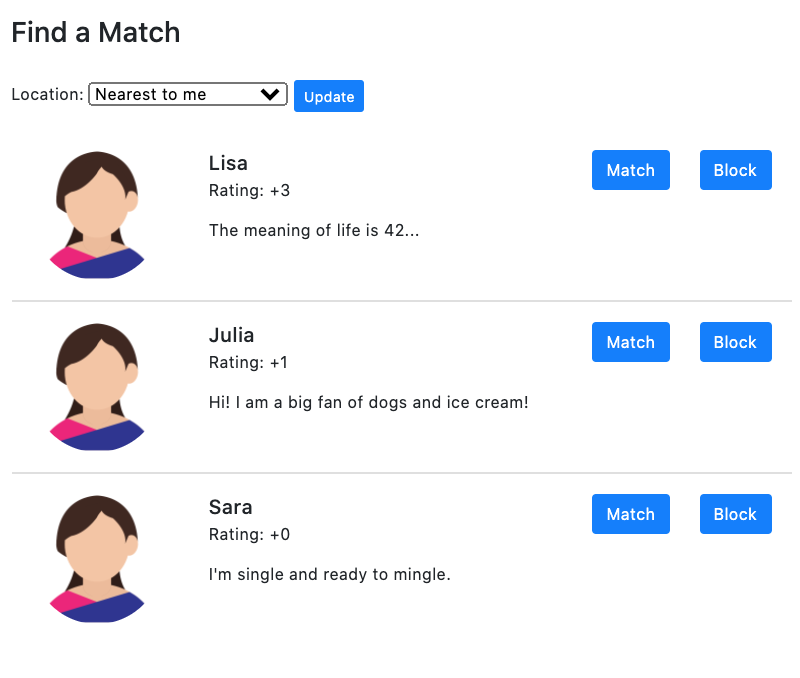 Find a Match
Location: Nearest to me Update
Lisa Match Block
Rating: +3
The meaning of life is 42...
Julia Match Block
Rating: +1
Hi! I am a big fan of dogs and ice cream!
Sara Match Block
Rating: +0
I'm single and ready to mingle.